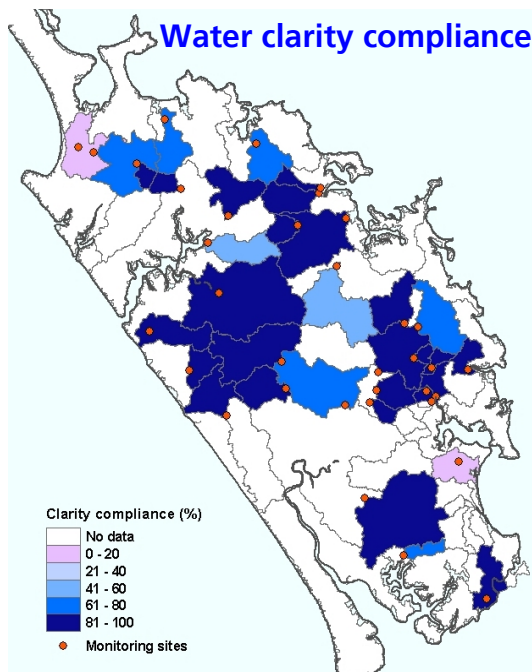 Water clarity compliance
Clarity compliance (%)
No data
0 - 20
21 - 40
41 - 60
61 - 80
81 - 100
Monitoring sites